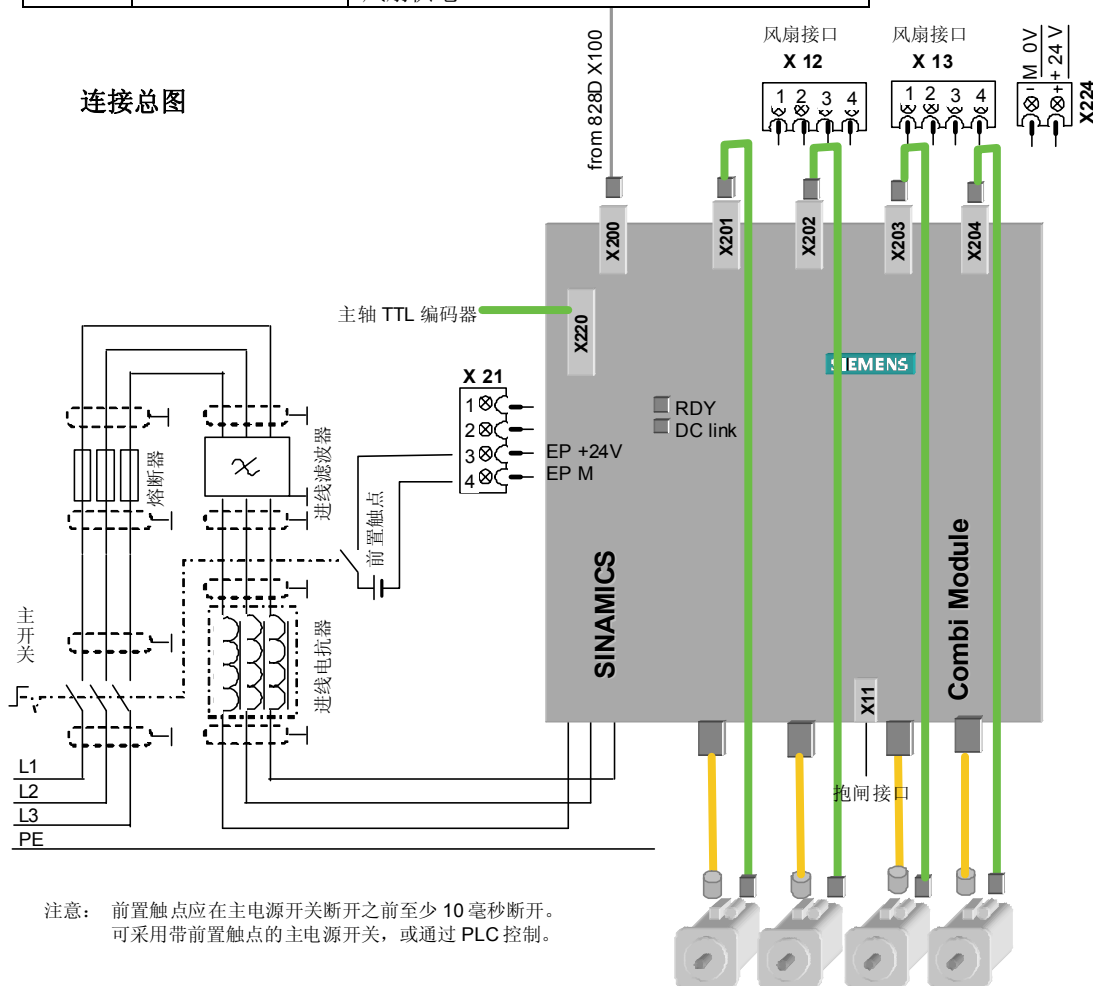 连接总图
from 828D X100
风扇接口
X 12
1 2 3 4
风扇接口
X 13
1 2 3 4
M 0V
+ 24 V
- +
X224
X200
X201
X202
X203
X204
主轴 TTL 编码器
X220
SIEMENS
X 21
1
2
3
4
EP +24V
EP M
RDY
DC link
熔断器
进线滤波器
前置触点
主开关
进线电抗器
SINAMICS
Combi Module
X11
抱闸接口
L1
L2
L3
PE
注意： 前置触点应在主电源开关断开之前至少 10 毫秒断开。
可采用带前置触点的主电源开关，或通过 PLC 控制。